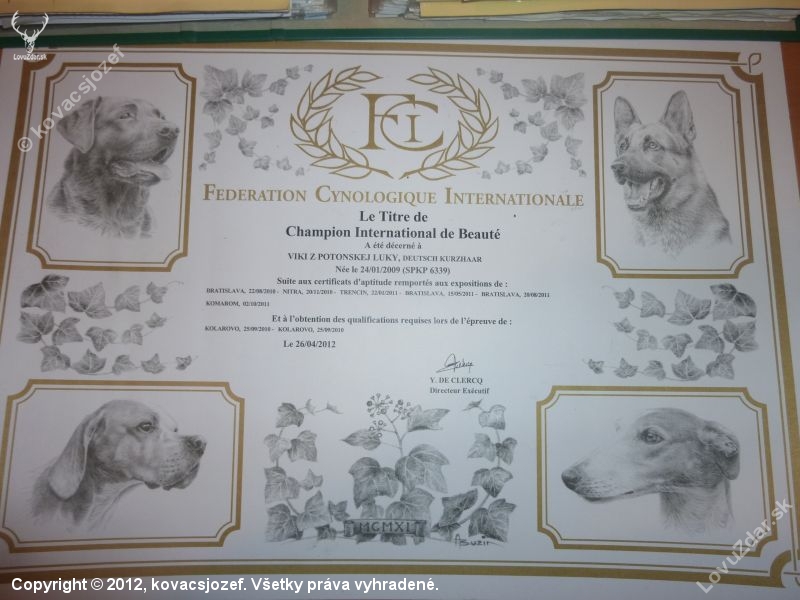 LovuZdar.sk
© kovacsjozef
FCI
FEDERATION CYNOLOGIQUE INTERNATIONALE
Le Titre de
Champion International de Beauté
A été décerné à
VIKI Z POTONSKEJ LUKY, DEUTSCH KURZHAAR
Née le 24/01/2009 (SPKP 6339)
Suite aux certificats d'aptitude remportés aux expositions de :
BRATISLAVA, 22/08/2010 - NITRA, 20/11/2010 - TRENCIN, 22/01/2011 - BRATISLAVA, 15/05/2011 - BRATISLAVA, 20/08/2011
KOMAROM, 02/10/2011
Et à l'obtention des qualifications requises lors de l'épreuve de :
KOLAROVO, 25/09/2010 - KOLAROVO, 25/09/2010
Le 26/04/2012
Y. DE CLERCQ
Directeur Exécutif
MCMXI
LovuZdar.sk
Copyright © 2012, kovacsjozef. Všetky práva vyhradené.